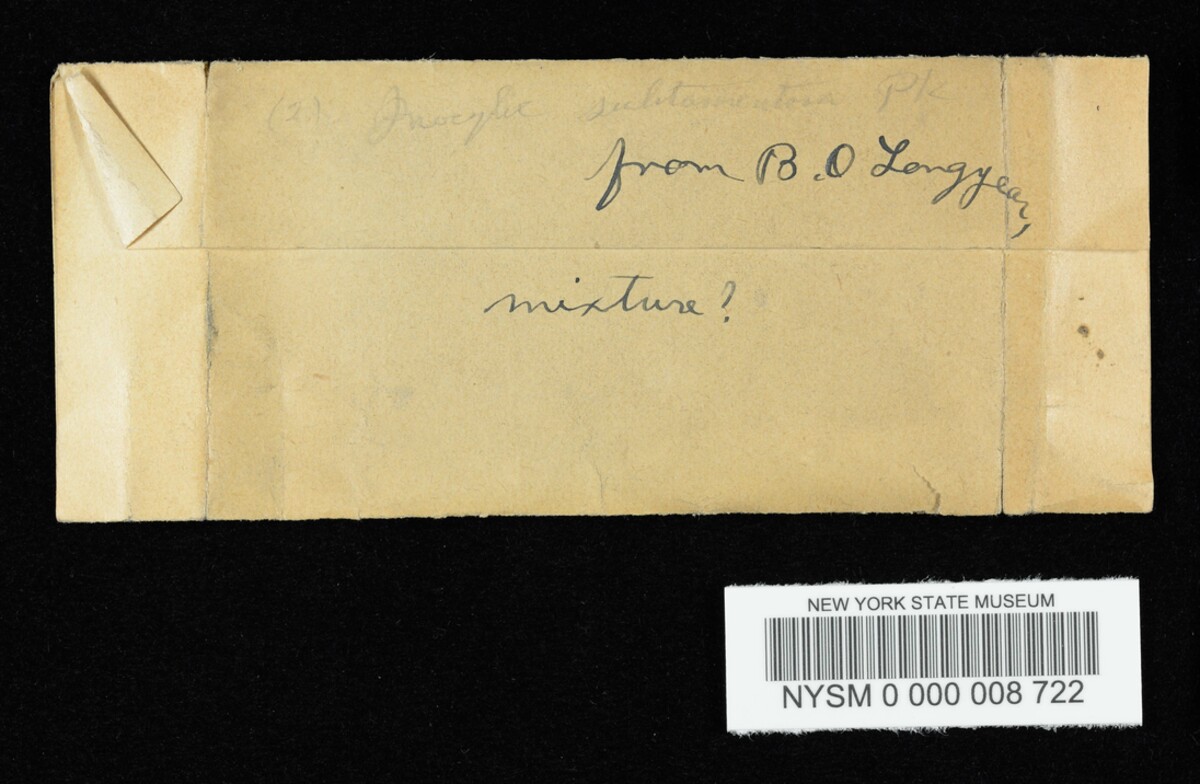 (2). Inocybe subtomentosa Pk
from B.O Longyear,
mixture?
NEW YORK STATE MUSEUM
NYSM 0 000 008 722